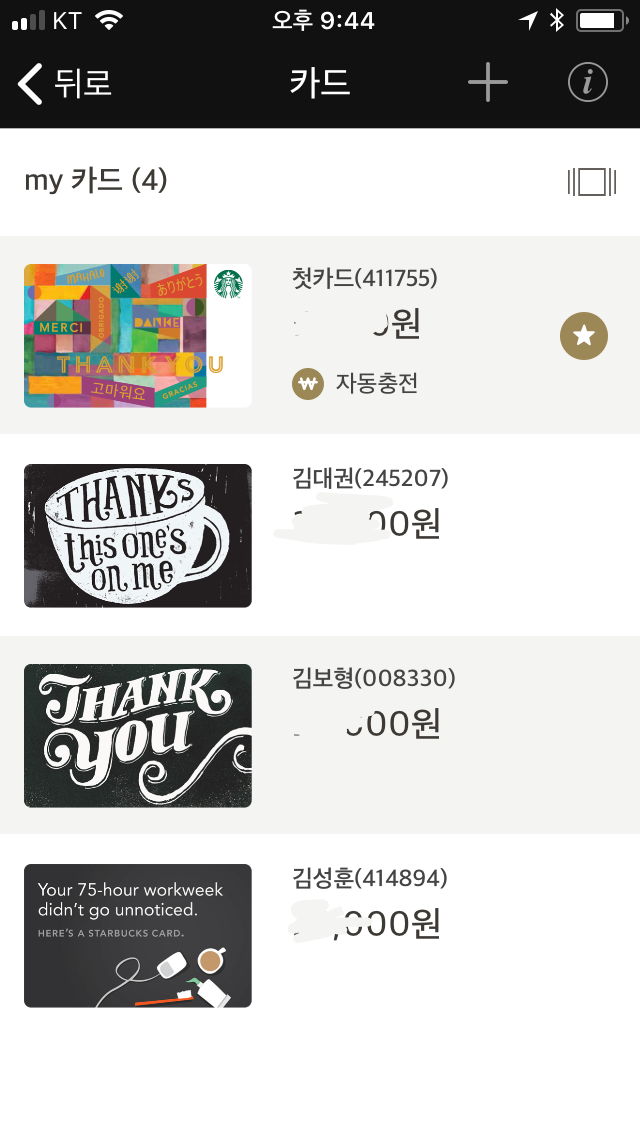 KT 오후 9:44
뒤로 카드
my 카드 (4)
첫카드(411755)
원
자동충전
MERCI
OBRIGADO
谢谢
ありがとう
DANKE
THANK YOU
고마워요
GRACIAS
김대권(245207)
00원
THANKS
this one's
on me
김보형(008330)
000원
THANK
YOU
김성훈(414894)
,000원
Your 75-hour workweek
didn't go unnoticed.
HERE'S A STARBUCKS CARD.